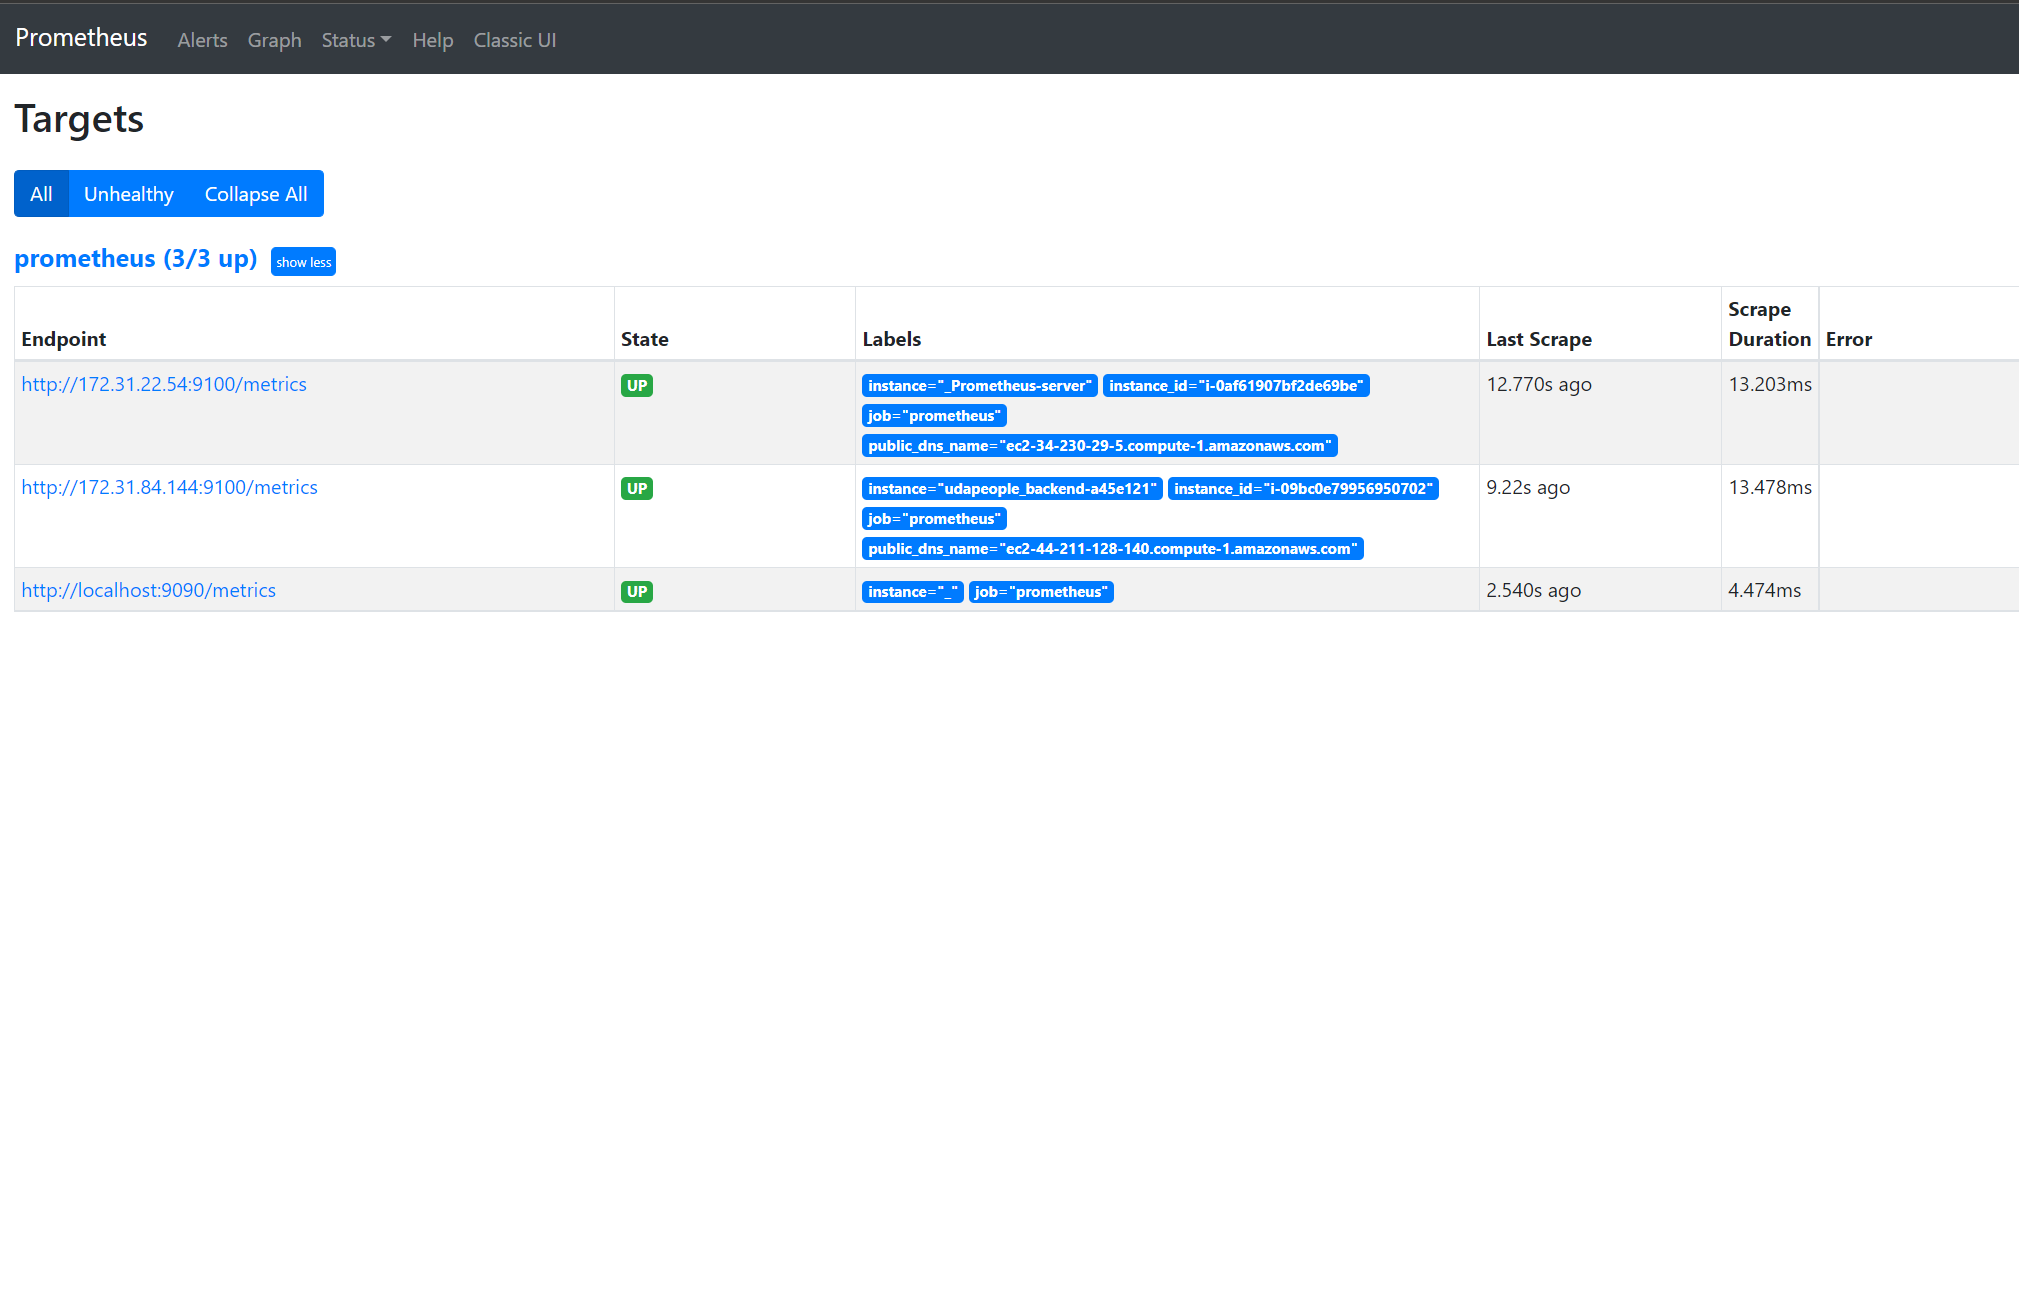 Prometheus Alerts Graph Status Help Classic UI
Targets
All Unhealthy Collapse All
prometheus (3/3 up) show less
Endpoint State Labels Last Scrape Scrape Duration Error
http://172.31.22.54:9100/metrics UP instance="_Prometheus-server" instance_id="i-0af61907bf2de69be" 12.770s ago 13.203ms
job="prometheus"
public_dns_name="ec2-34-230-29-5.compute-1.amazonaws.com"
http://172.31.84.144:9100/metrics UP instance="udapeople_backend-a45e121" instance_id="i-09bc0e79956950702" 9.22s ago 13.478ms
job="prometheus"
public_dns_name="ec2-44-211-128-140.compute-1.amazonaws.com"
http://localhost:9090/metrics UP instance="_" job="prometheus" 2.540s ago 4.474ms